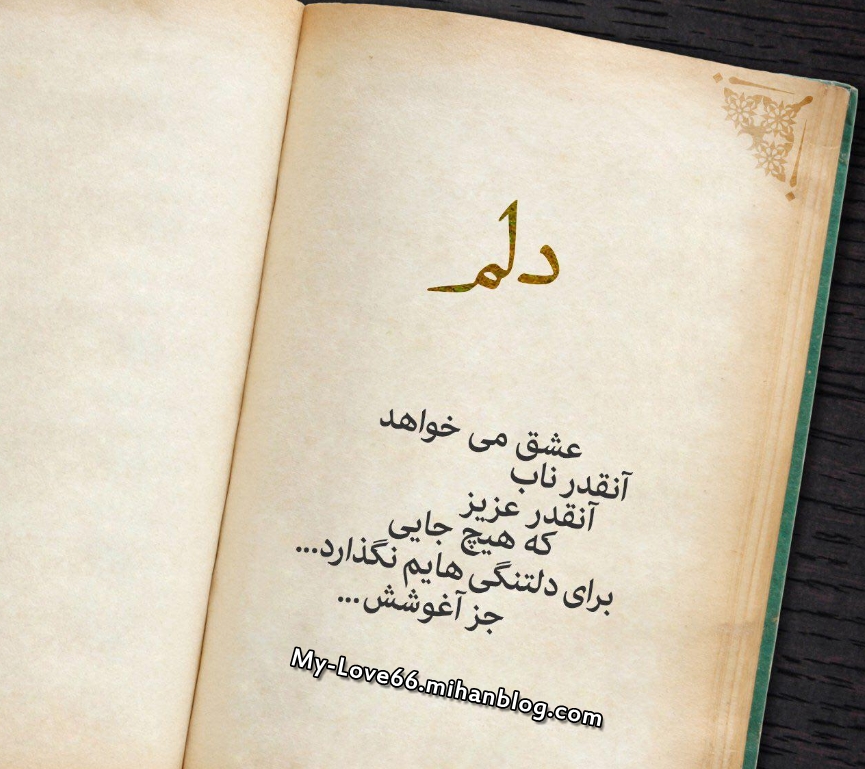 دلم
عشق می خواهد
آنقدر ناب
آنقدر عزیز
که هیچ جایی
برای دلتنگی هایم نگذارد...
جز آغوشش...
My-Love66.mihanblog.com